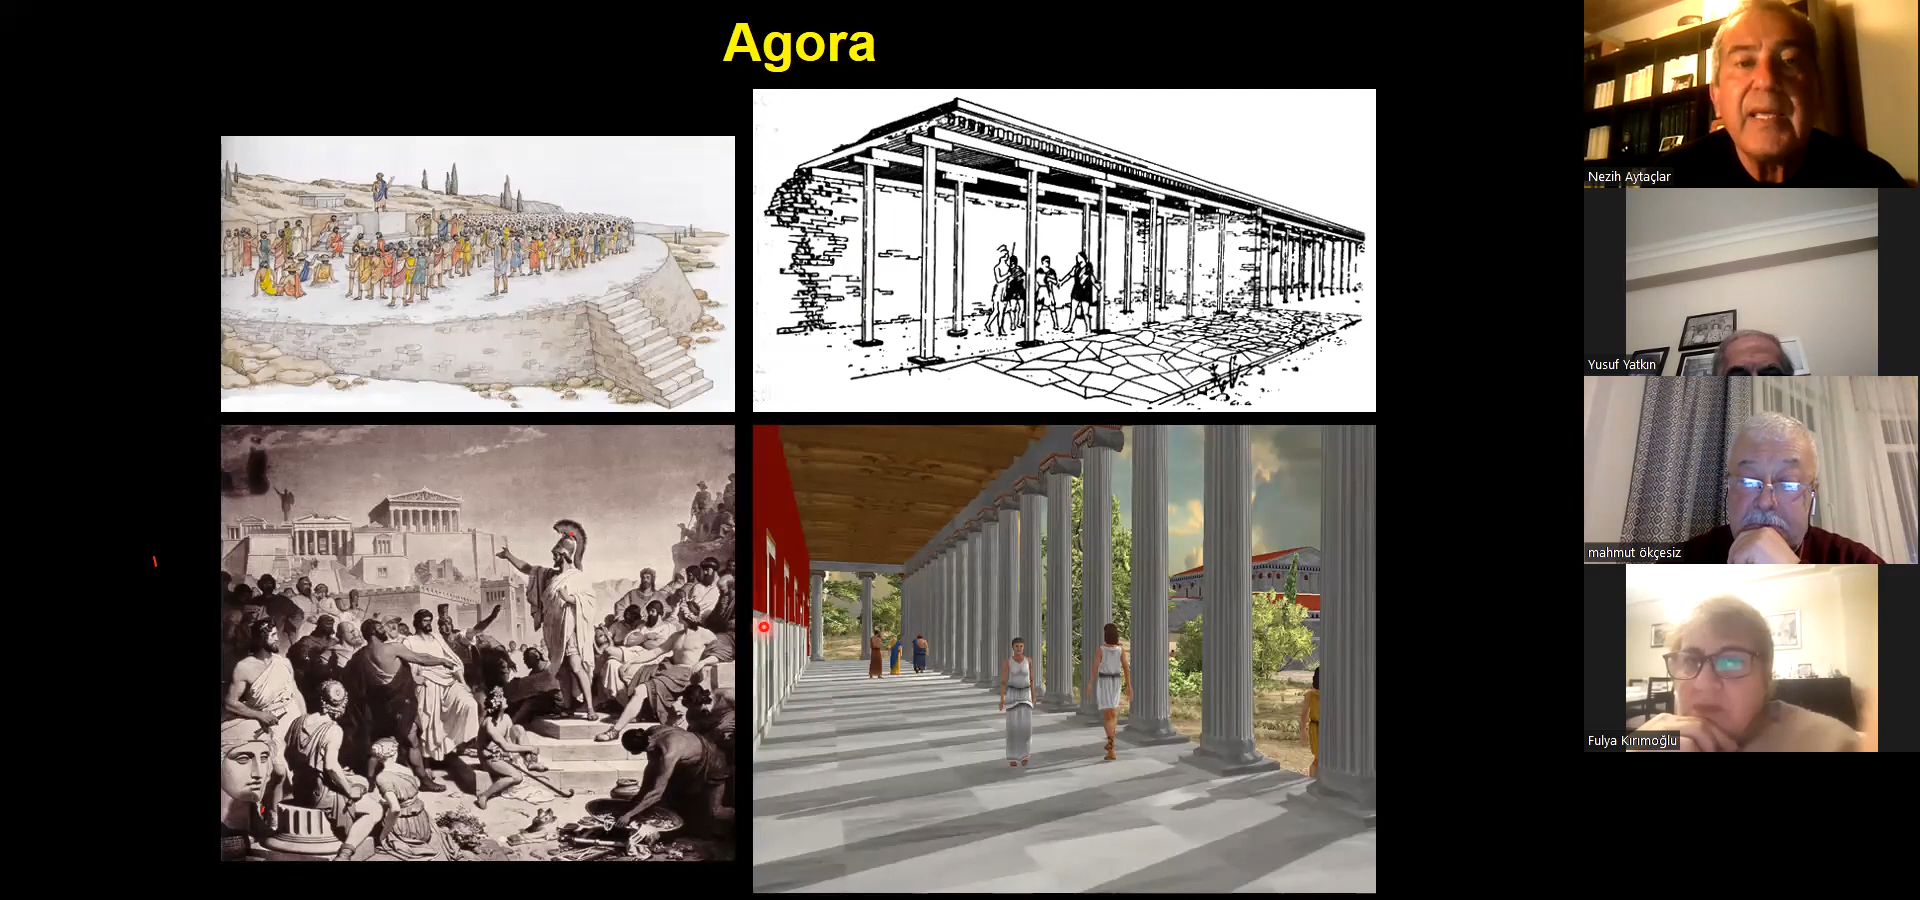 Agora
Nezih Aytaçlar
Yusuf Yatkın
mahmut ökçesiz
Fulya Kırımoğlu